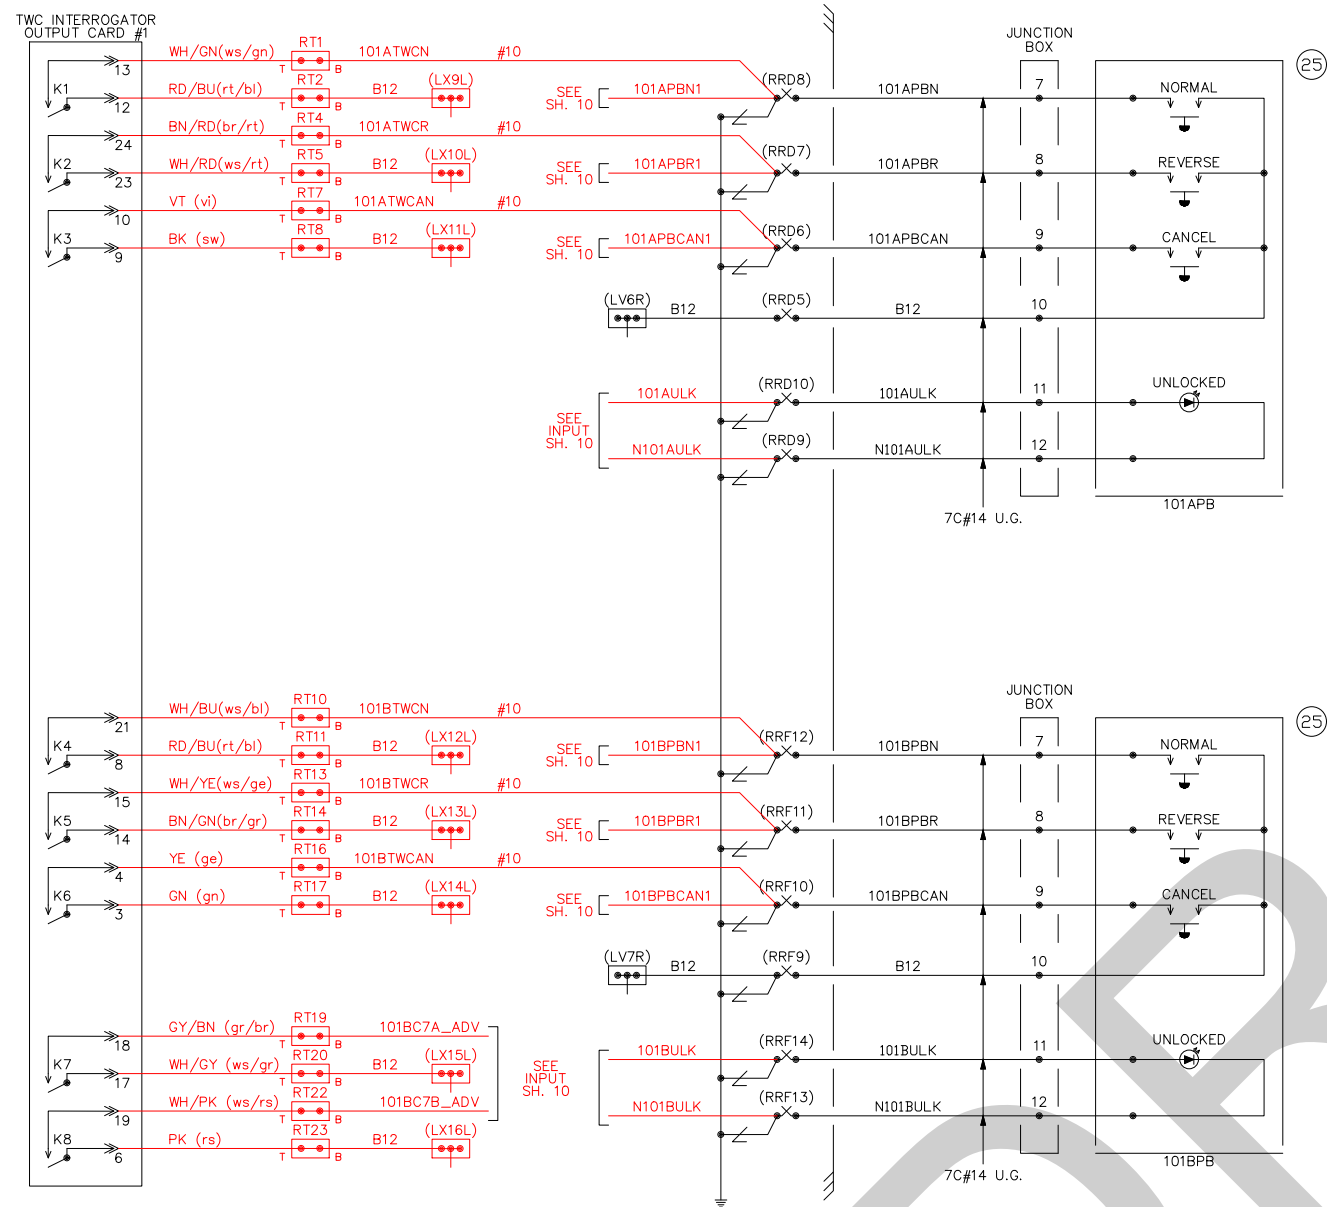 TWC INTERROGATOR
OUTPUT CARD #1
JUNCTION
BOX
25
WH/GN(ws/gn) RT1 101ATWCN #10
13 T B
K1 RD/BU(rt/bl) RT2 B12 (LX9L) SEE SH. 10 101APBN1 (RRD8) 101APBN 7 NORMAL
12 T B
BN/RD(br/rt) RT4 101ATWCR #10
24 T B
K2 WH/RD(ws/rt) RT5 B12 (LX10L) SEE SH. 10 101APBR1 (RRD7) 101APBR 8 REVERSE
23 T B
VT (vi) RT7 101ATWCAN #10
10 T B
K3 BK (sw) RT8 B12 (LX11L) SEE SH. 10 101APBCAN1 (RRD6) 101APBCAN 9 CANCEL
9 T B
(LV6R) B12 (RRD5) B12 10
SEE
INPUT
SH. 10
101AULK (RRD10) 101AULK 11 UNLOCKED
N101AULK (RRD9) N101AULK 12
101APB
7C#14 U.G.
JUNCTION
BOX
25
WH/BU(ws/bl) RT10 101BTWCN #10
21 T B
K4 RD/BU(rt/bl) RT11 B12 (LX12L) SEE SH. 10 101BPBN1 (RRF12) 101BPBN 7 NORMAL
8 T B
WH/YE(ws/ge) RT13 101BTWCR #10
15 T B
K5 BN/GN(br/gr) RT14 B12 (LX13L) SEE SH. 10 101BPBR1 (RRF11) 101BPBR 8 REVERSE
14 T B
YE (ge) RT16 101BTWCAN #10
4 T B
K6 GN (gn) RT17 B12 (LX14L) SEE SH. 10 101BPBCAN1 (RRF10) 101BPBCAN 9 CANCEL
3 T B
(LV7R) B12 (RRF9) B12 10
GY/BN (gr/br) RT19 101BC7A_ADV
18 T B
K7 WH/GY (ws/gr) RT20 B12 (LX15L)
17 T B
WH/PK (ws/rs) RT22 101BC7B_ADV
19 T B
K8 PK (rs) RT23 B12 (LX16L)
6 T B
SEE
INPUT
SH. 10
101BULK (RRF14) 101BULK 11 UNLOCKED
N101BULK (RRF13) N101BULK 12
101BPB
7C#14 U.G.